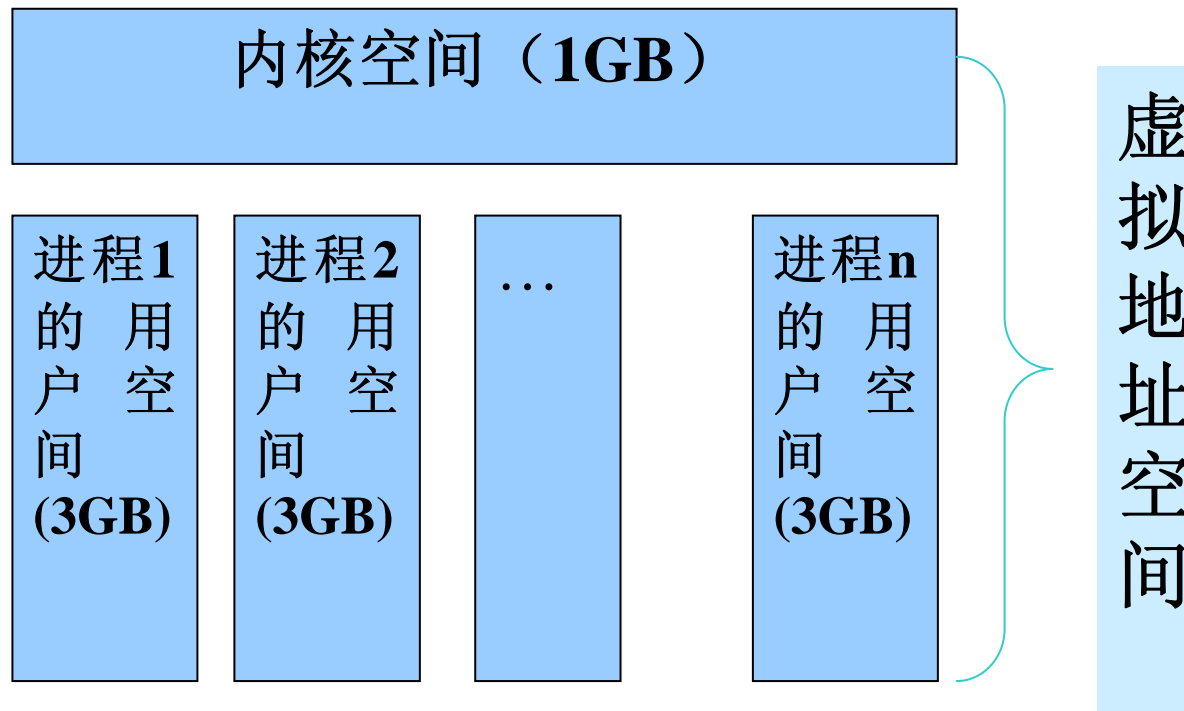 内核空间（1GB）
进程1
的用
户空
间
(3GB)
进程2
的用
户空
间
(3GB)
…
进程n
的用
户空
间
(3GB)
虚
拟
地
址
空
间